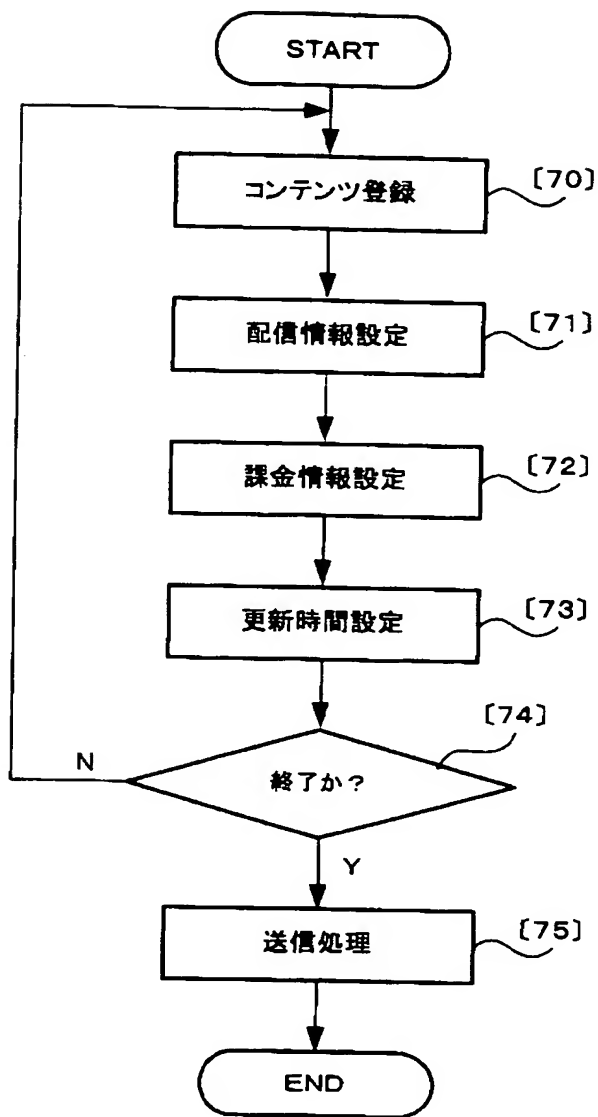 START
コンテンツ登録
[70]
配信情報設定
[71]
課金情報設定
[72]
更新時間設定
[73]
[74]
N
終了か?
Y
送信処理
[75]
END